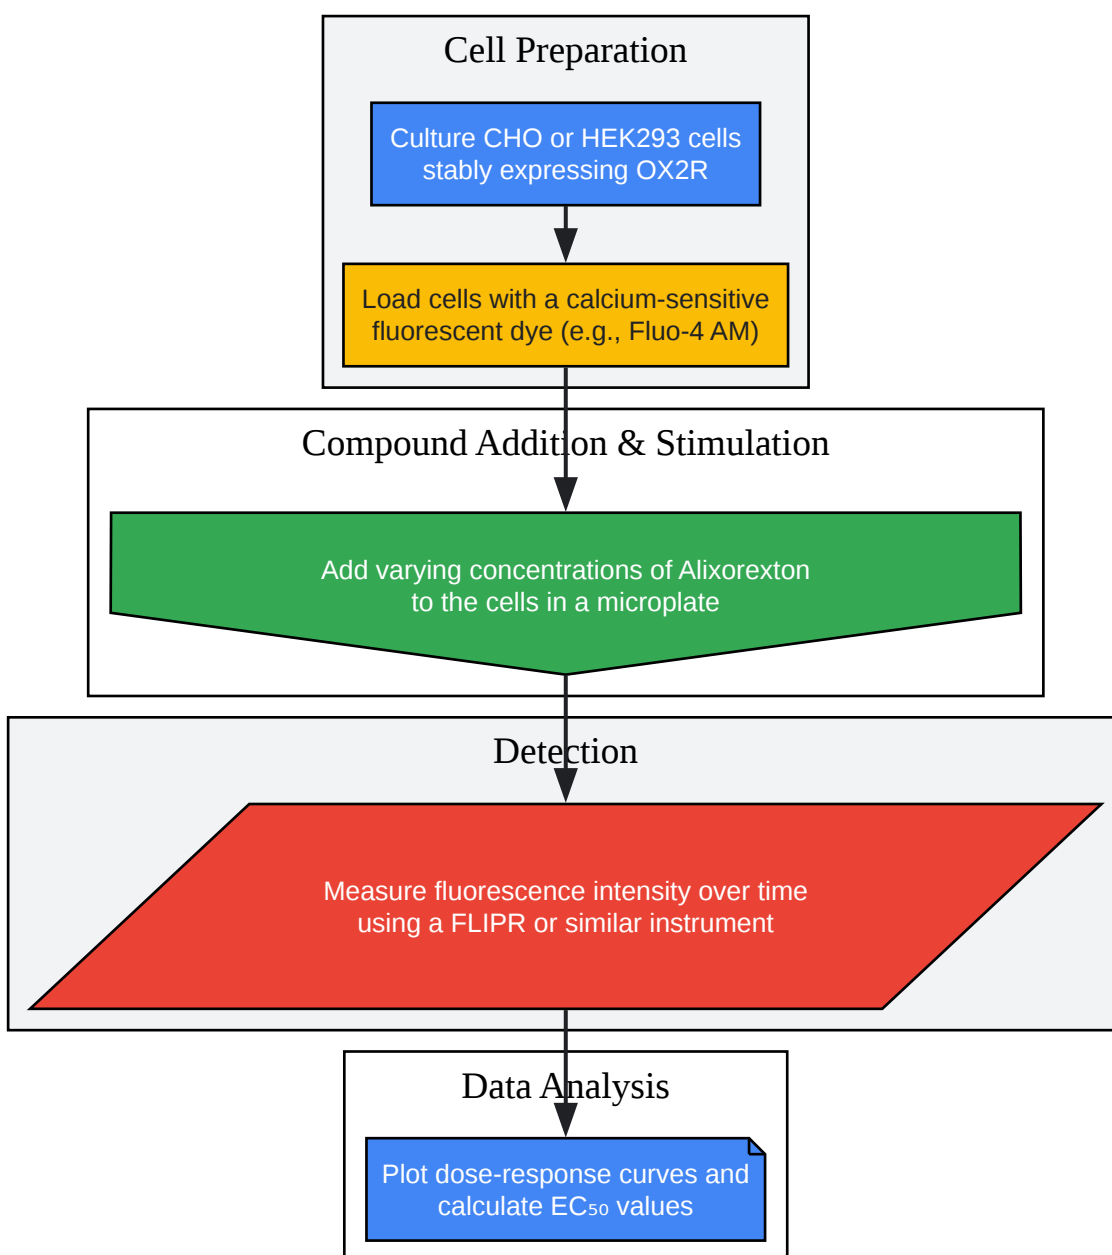 Cell Preparation
Culture CHO or HEK293 cells
stably expressing OX2R
Load cells with a calcium-sensitive
fluorescent dye (e.g., Fluo-4 AM)
Compound Addition & Stimulation
Add varying concentrations of Alixorexton
to the cells in a microplate
Detection
Measure fluorescence intensity over time
using a FLIPR or similar instrument
Data Analysis
Plot dose-response curves and
calculate EC₅₀ values